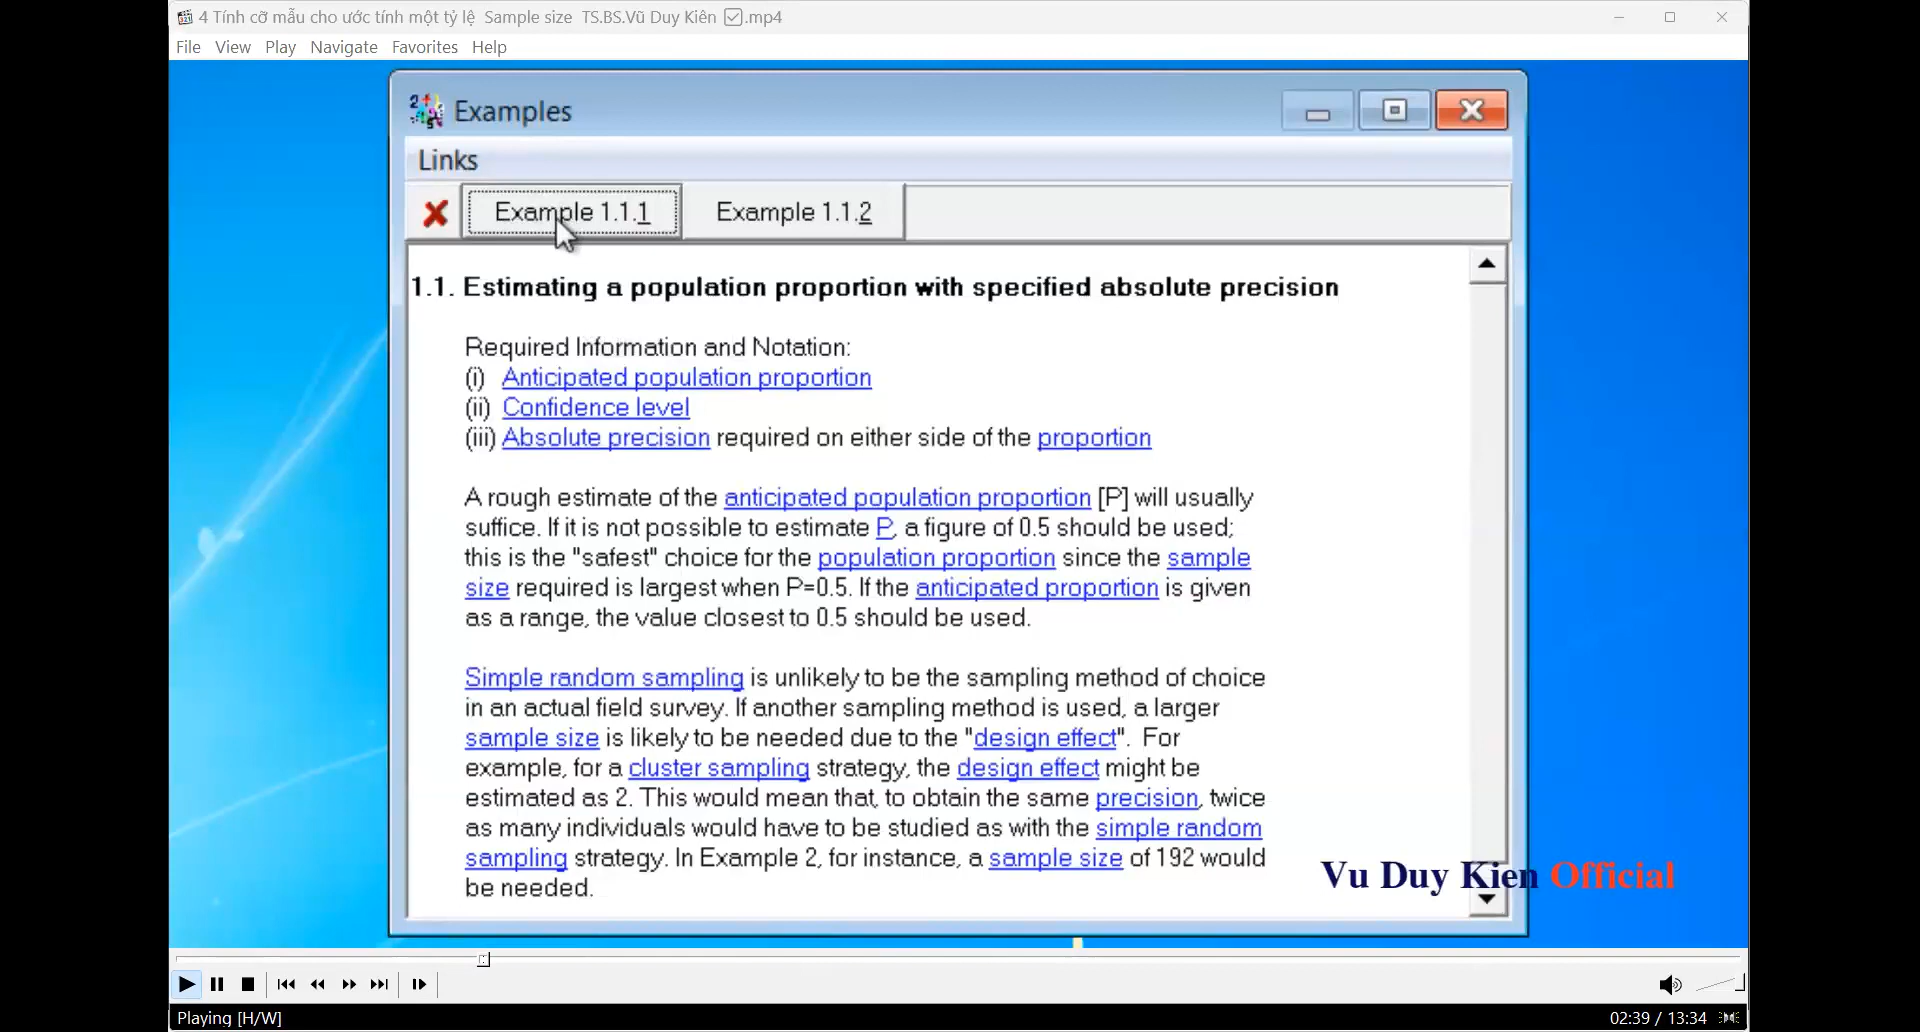 4 Tính cỡ mẫu cho ước tính một tỷ lệ Sample size TS.BS.Vũ Duy Kiên ☑.mp4
File View Play Navigate Favorites Help
Examples
Links
Example 1.1.1 Example 1.1.2
1.1. Estimating a population proportion with specified absolute precision
Required Information and Notation:
(i) Anticipated population proportion
(ii) Confidence level
(iii) Absolute precision required on either side of the proportion
A rough estimate of the anticipated population proportion [P] will usually
suffice. If it is not possible to estimate P, a figure of 0.5 should be used;
this is the "safest" choice for the population proportion since the sample
size required is largest when P=0.5. If the anticipated proportion is given
as a range, the value closest to 0.5 should be used.
Simple random sampling is unlikely to be the sampling method of choice
in an actual field survey. If another sampling method is used, a larger
sample size is likely to be needed due to the "design effect". For
example, for a cluster sampling strategy, the design effect might be
estimated as 2. This would mean that, to obtain the same precision, twice
as many individuals would have to be studied as with the simple random
sampling strategy. In Example 2, for instance, a sample size of 192 would
be needed.
Vu Duy Kien Official
Playing [H/W]
02:39 / 13:34